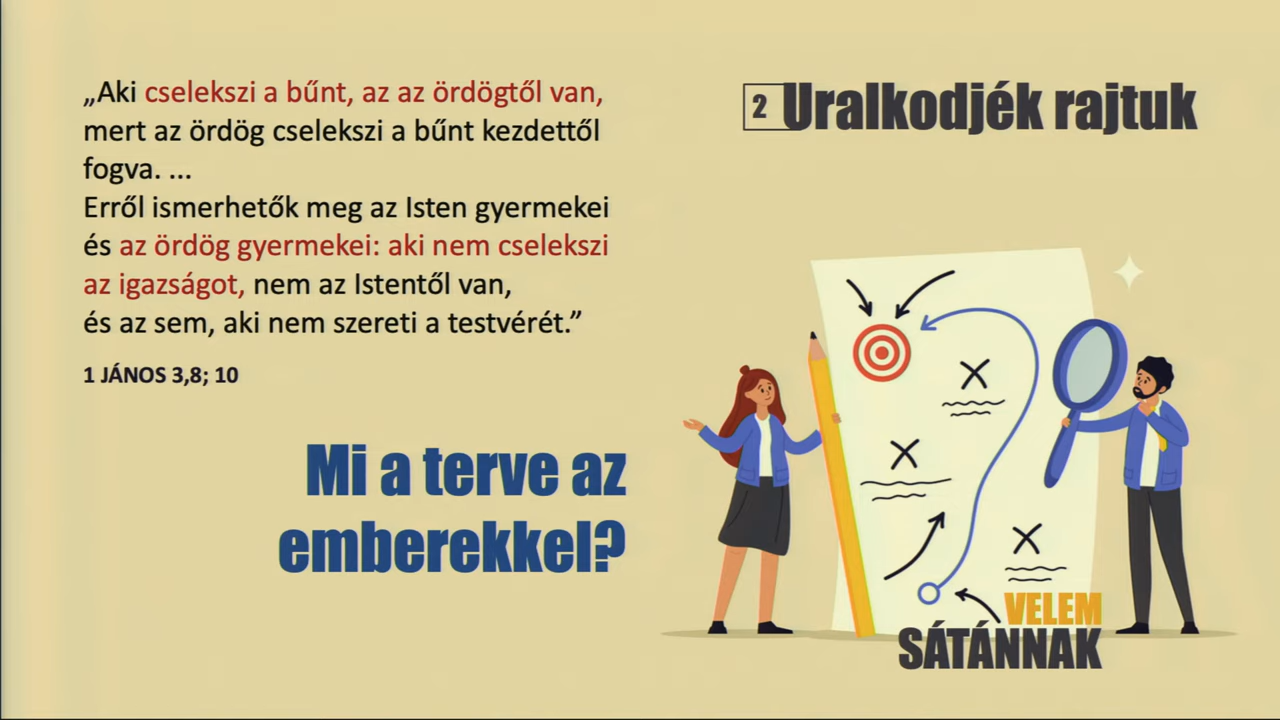 „Aki cselekszi a bűnt, az az ördögtől van,
mert az ördög cselekszi a bűnt kezdettől
fogva. ...
Erről ismerhetők meg az Isten gyermekei
és az ördög gyermekei: aki nem cselekszi
az igazságot, nem az Istentől van,
és az sem, aki nem szereti a testvérét.”
1 JÁNOS 3,8; 10
Mi a terve az
emberekkel?
2 Uralkodjék rajtuk
VELEM
SÁTÁNNAK